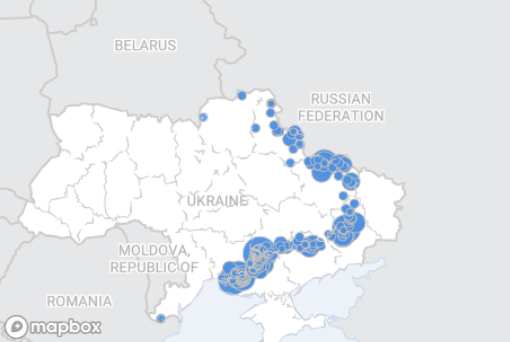 BELARUS
RUSSIAN
FEDERATION
UKRAINE
MOLDOVA,
REPUBLIC OF
ROMANIA
mapbox